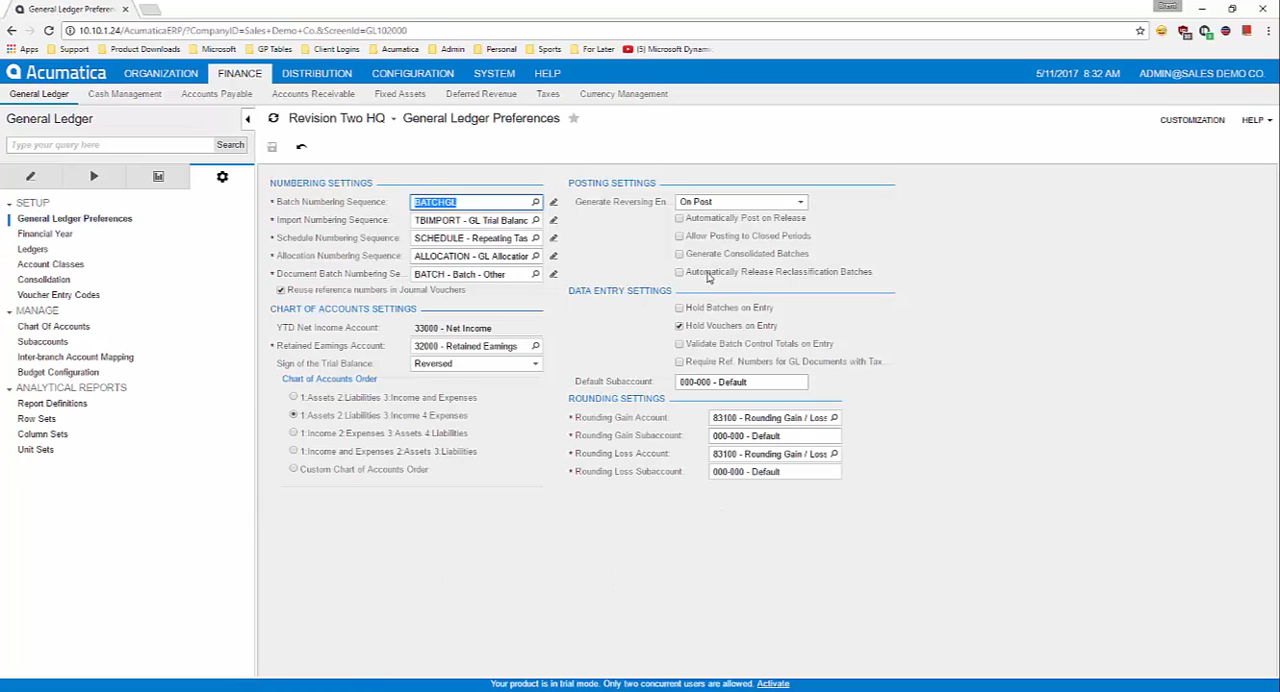 General Ledger Preferen
10.10.1.24/AcumaticaERP/?CompanyID=Sales+Demo+Co.&ScreenId=GL102000
Apps Support Product Downloads Microsoft GP Tables Client Logins Acumatica Admin Personal Sports For Later (5) Microsoft Dynam
Acumatica ORGANIZATION FINANCE DISTRIBUTION CONFIGURATION SYSTEM HELP 5/11/2017 8:32 AM ADMIN@SALES DEMO CO.
General Ledger Cash Management Accounts Payable Accounts Receivable Fixed Assets Deferred Revenue Taxes Currency Management
General Ledger
Type your query here Search
SETUP
General Ledger Preferences
Financial Year
Ledgers
Account Classes
Consolidation
Voucher Entry Codes
MANAGE
Chart Of Accounts
Subaccounts
Inter-branch Account Mapping
Budget Configuration
ANALYTICAL REPORTS
Report Definitions
Row Sets
Column Sets
Unit Sets
Revision Two HQ General Ledger Preferences
CUSTOMIZATION HELP
NUMBERING SETTINGS
* Batch Numbering Sequence: BATCHGL
* Import Numbering Sequence: TBIMPORT - GL Trial Balanc
* Schedule Numbering Sequence: SCHEDULE - Repeating Tas
* Allocation Numbering Sequence: ALLOCATION - GL Allocation
* Document Batch Numbering Se... BATCH - Batch - Other
Reuse reference numbers in Journal Vouchers
CHART OF ACCOUNTS SETTINGS
YTD Net Income Account: 33000 - Net Income
* Retained Earnings Account: 32000 - Retained Earnings
Sign of the Trial Balance: Reversed
Chart of Accounts Order
1:Assets 2:Liabilities 3:Income and Expenses
1:Assets 2:Liabilities 3:Income 4:Expenses
1:Income 2:Expenses 3:Assets 4:Liabilities
1:Income and Expenses 2:Assets 3:Liabilities
Custom Chart of Accounts Order
POSTING SETTINGS
Generate Reversing En... On Post
Automatically Post on Release
Allow Posting to Closed Periods
Generate Consolidated Batches
Automatically Release Reclassification Batches
DATA ENTRY SETTINGS
Hold Batches on Entry
Hold Vouchers on Entry
Validate Batch Control Totals on Entry
Require Ref. Numbers for GL Documents with Tax...
Default Subaccount: 000-000 - Default
ROUNDING SETTINGS
* Rounding Gain Account: 83100 - Rounding Gain / Loss
* Rounding Gain Subaccount: 000-000 - Default
* Rounding Loss Account: 83100 - Rounding Gain / Loss
* Rounding Loss Subaccount: 000-000 - Default
Your product is in trial mode. Only two concurrent users are allowed. Activate